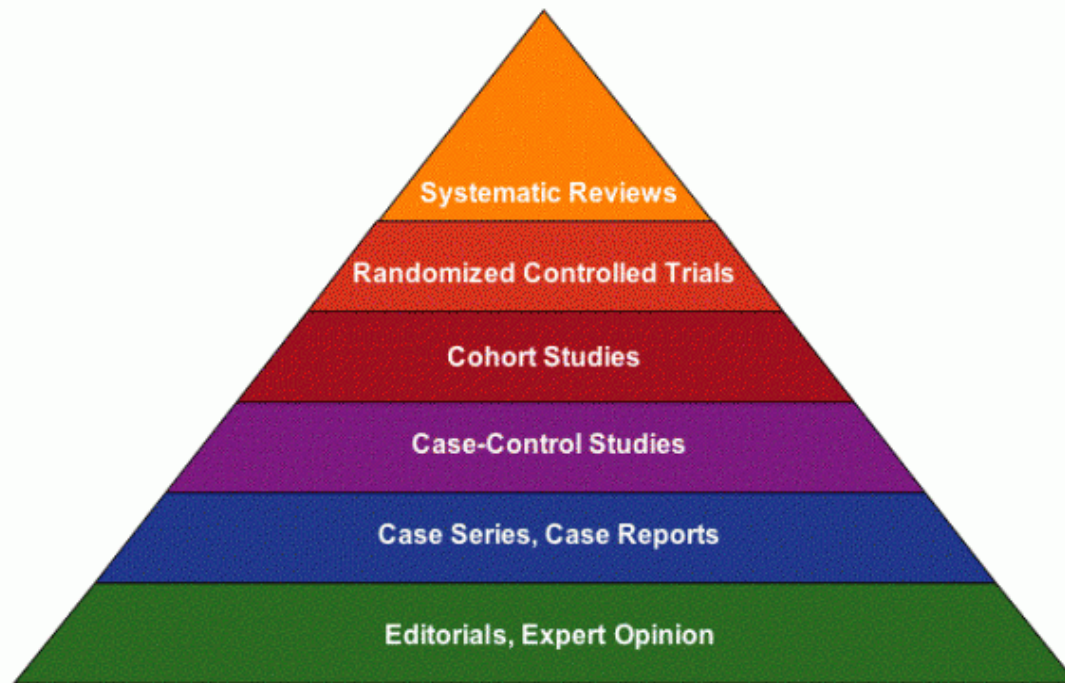 Systematic Reviews
Randomized Controlled Trials
Cohort Studies
Case-Control Studies
Case Series, Case Reports
Editorials, Expert Opinion